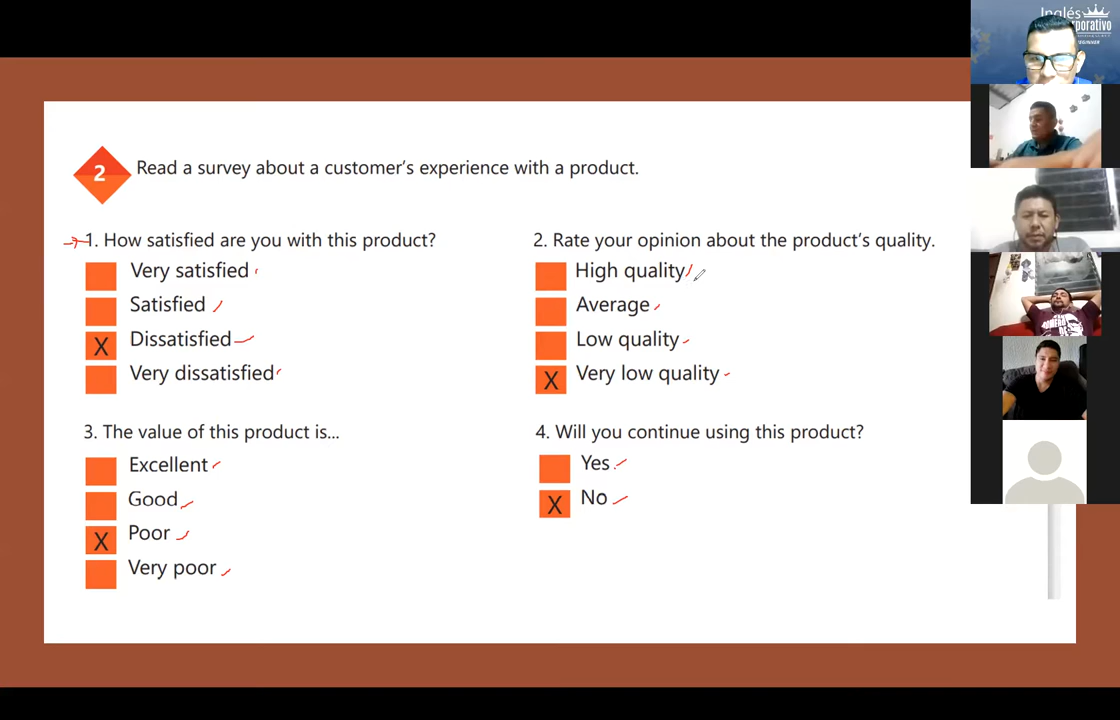 2
Read a survey about a customer's experience with a product.
1. How satisfied are you with this product?
Very satisfied
Satisfied
X Dissatisfied
Very dissatisfied
2. Rate your opinion about the product's quality.
High quality
Average
Low quality
X Very low quality
3. The value of this product is...
Excellent
Good
X Poor
Very poor
4. Will you continue using this product?
Yes
X No
Inglés